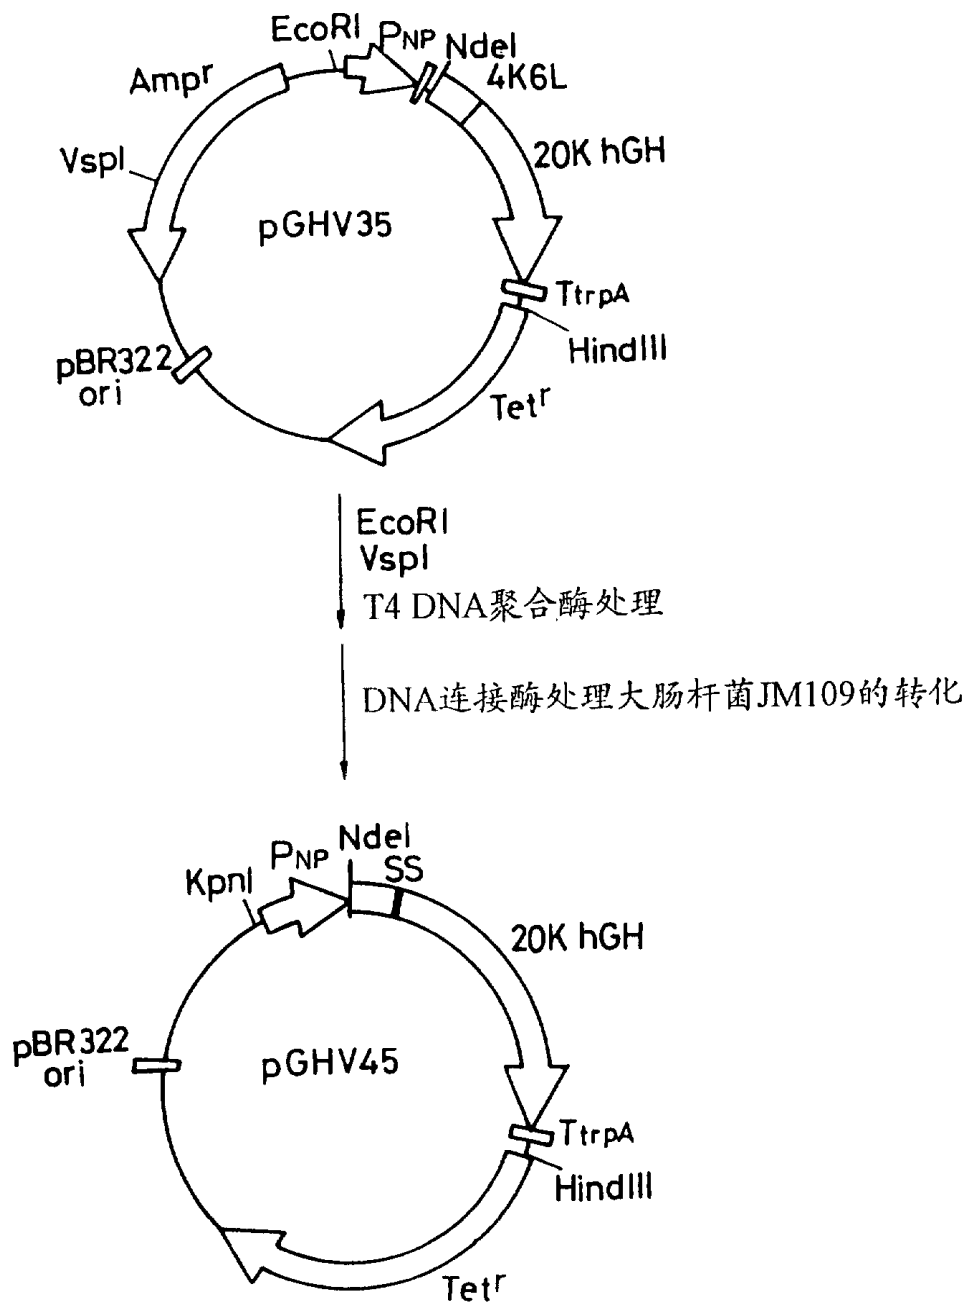 EcoRI
PNP
NdeI
4K6L
Ampr
VspI
20K hGH
pGHV35
TtrpA
HindIII
pBR322
ori
Tetr
EcoRI
VspI
T4 DNA聚合酶处理
DNA连接酶处理大肠杆菌JM109的转化
NdeI
PNP
SS
KpnI
20K hGH
pBR322
ori
pGHV45
TtrpA
HindIII
Tetr